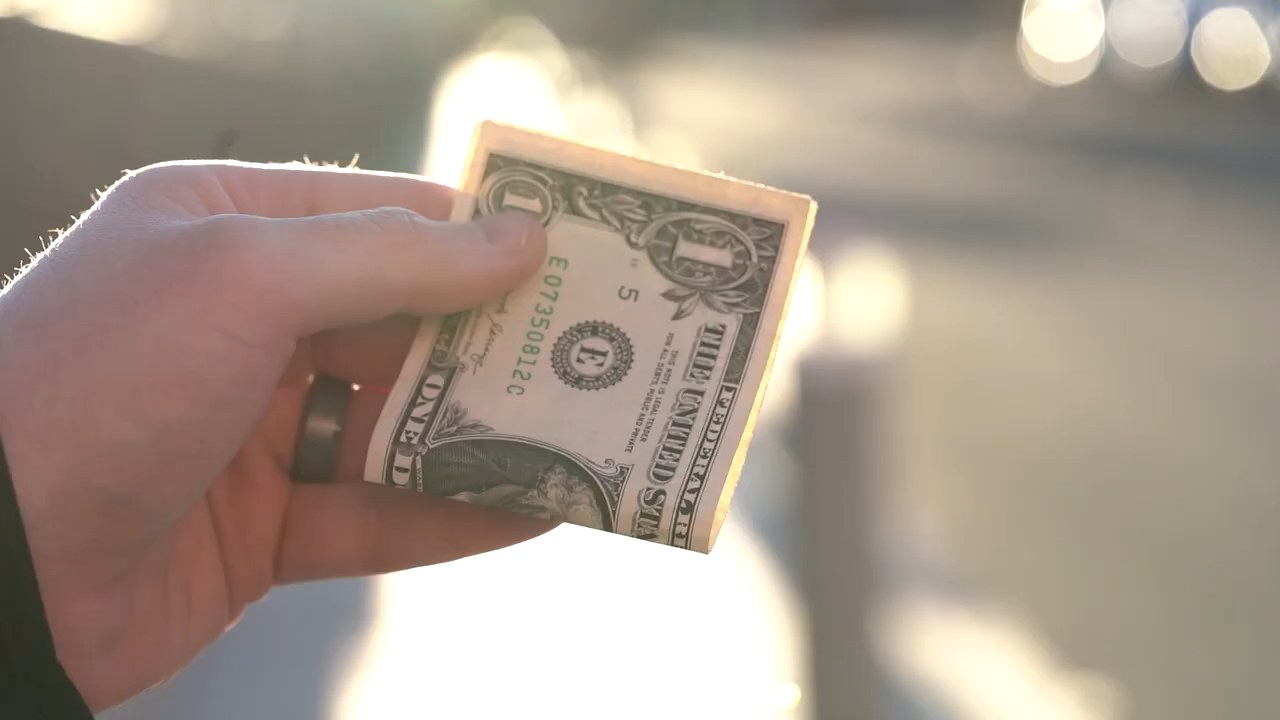 FEDERAL R
THE UNITED STA
THIS NOTE IS LEGAL TENDER
FOR ALL DEBTS, PUBLIC AND PRIVATE
1
E5
5
E
E07350812C
1
ONE D